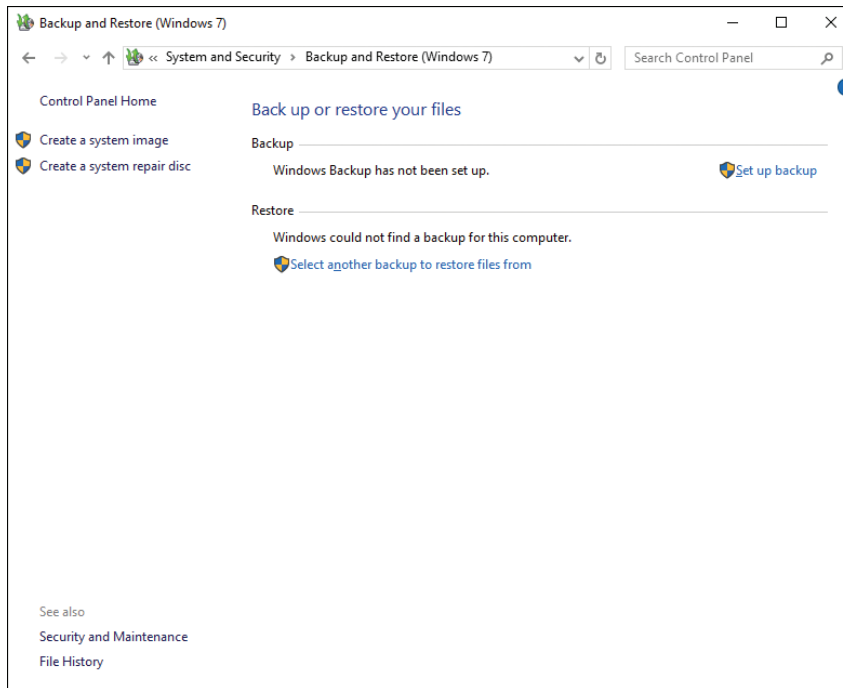 Backup and Restore (Windows 7)
« System and Security > Backup and Restore (Windows 7)
Search Control Panel
Control Panel Home
Create a system image
Create a system repair disc
Back up or restore your files
Backup
Windows Backup has not been set up.
Set up backup
Restore
Windows could not find a backup for this computer.
Select another backup to restore files from
See also
Security and Maintenance
File History